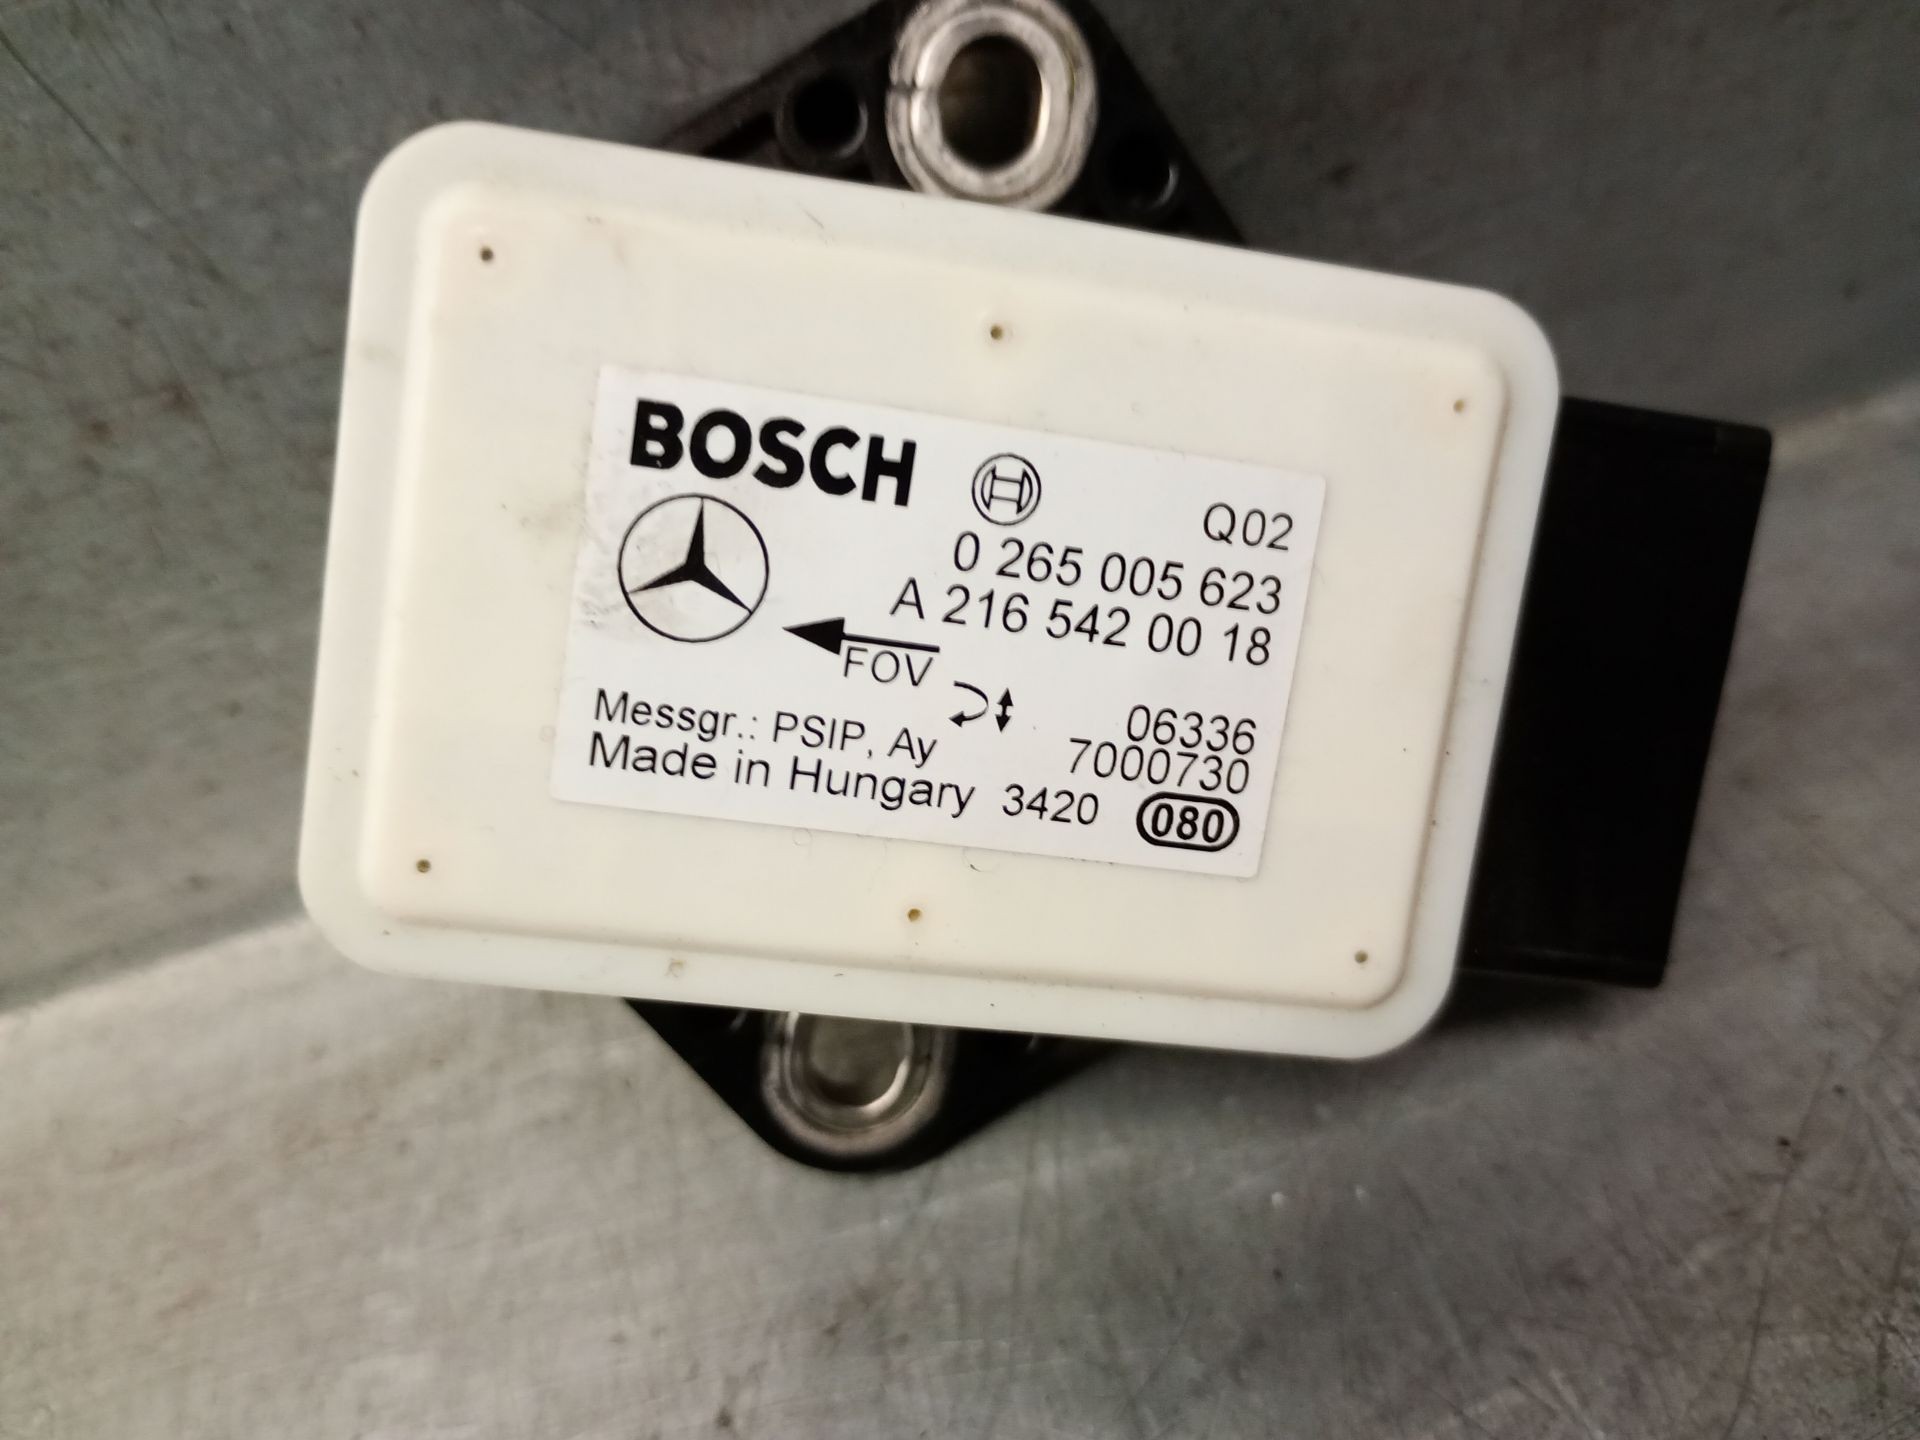 BOSCH
Q02
0 265 005 623
A 216 542 00 18
FOV
06336
Messgr.: PSIP, Ay
7000730
Made in Hungary 3420 080